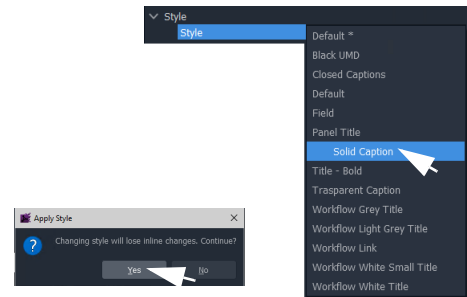 Style
Style
Default *
Black UMD
Closed Captions
Default
Field
Panel Title
Solid Caption
Title - Bold
Trasparent Caption
Workflow Grey Title
Workflow Light Grey Title
Workflow Link
Workflow White Small Title
Workflow White Title
Apply Style
Changing style will lose inline changes. Continue?
Yes
No